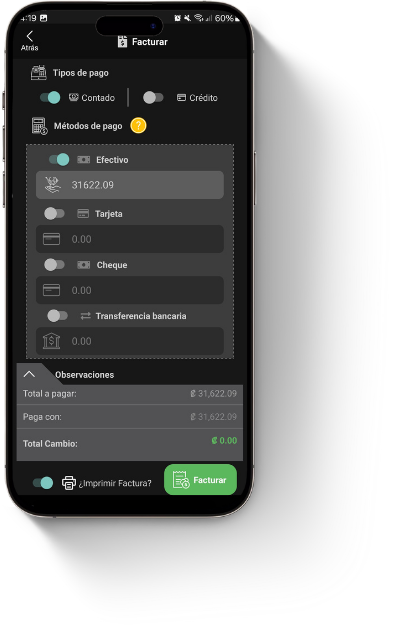 4:19 60%
Atrás Facturar
Tipos de pago
Contado Crédito
Métodos de pago ?
Efectivo
31622.09
Tarjeta
0.00
Cheque
0.00
Transferencia bancaria
0.00
Observaciones
Total a pagar: ₡ 31,622.09
Paga con: ₡ 31,622.09
Total Cambio: ₡ 0.00
¿Imprimir Factura? Facturar